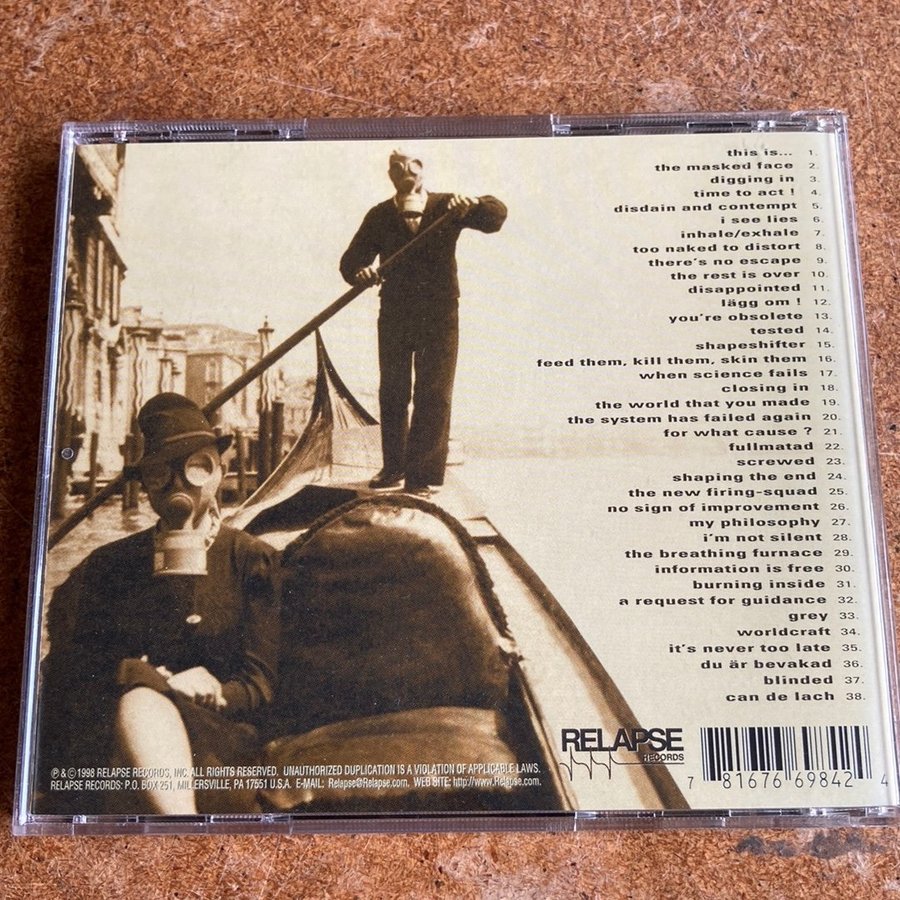 this is... 1.
the masked face 2.
digging in 3.
time to act ! 4.
disdain and contempt 5.
i see lies 6.
inhale/exhale 7.
too naked to distort 8.
there's no escape 9.
the rest is over 10.
disappointed 11.
lägg om ! 12.
you're obsolete 13.
tested 14.
shapeshifter 15.
feed them, kill them, skin them 16.
when science fails 17.
closing in 18.
the world that you made 19.
the system has failed again 20.
for what cause ? 21.
fullmatad 22.
screwed 23.
shaping the end 24.
the new firing-squad 25.
no sign of improvement 26.
my philosophy 27.
i'm not silent 28.
the breathing furnace 29.
information is free 30.
burning inside 31.
a request for guidance 32.
grey 33.
worldcraft 34.
it's never too late 35.
du är bevakad 36.
blinded 37.
can de lach 38.
RELAPSE
RECORDS
7 81676 69842 4
℗ & © 1998 RELAPSE RECORDS, INC. ALL RIGHTS RESERVED. UNAUTHORIZED DUPLICATION IS A VIOLATION OF APPLICABLE LAWS.
RELAPSE RECORDS: P.O. BOX 251, MILLERSVILLE, PA 17551 U.S.A. E-MAIL: Relapse@Relapse.com. WEB SITE: http://www.Relapse.com.